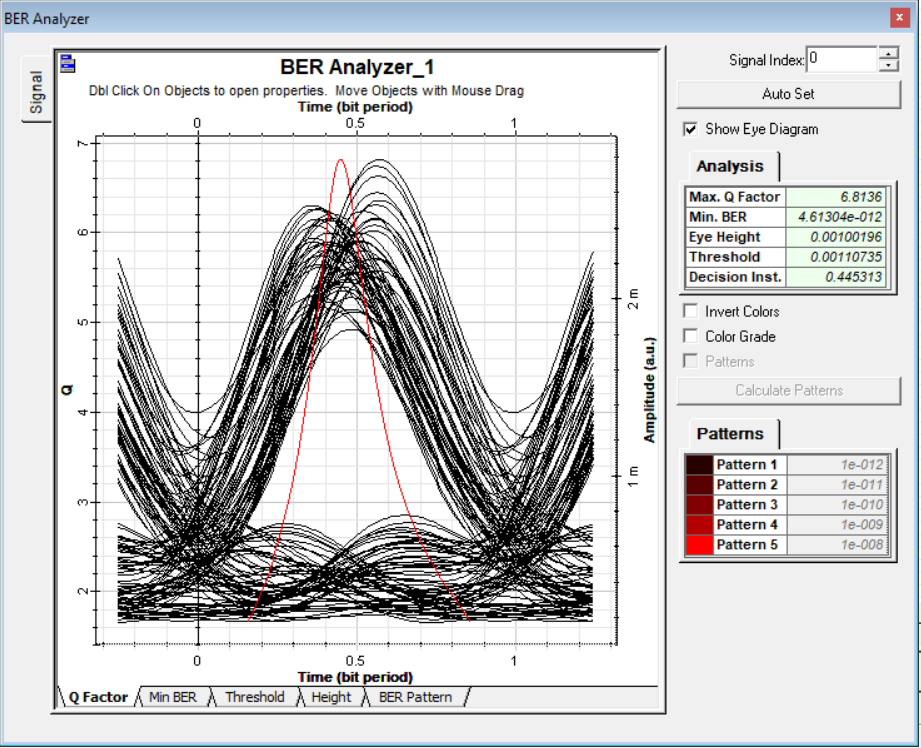 BER Analyzer
x
Signal
BER Analyzer_1
Dbl Click On Objects to open properties. Move Objects with Mouse Drag
Time (bit period)
0 0.5 1
7
6
5
4
3
2
Q
2 m
1 m
Amplitude (a.u.)
0 0.5 1
Time (bit period)
Q Factor Min BER Threshold Height BER Pattern
Signal Index: 0
Auto Set
Show Eye Diagram
Analysis
Max. Q Factor 6.8136
Min. BER 4.61304e-012
Eye Height 0.00100196
Threshold 0.00110735
Decision Inst. 0.445313
Invert Colors
Color Grade
Patterns
Calculate Patterns
Patterns
Pattern 1 1e-012
Pattern 2 1e-011
Pattern 3 1e-010
Pattern 4 1e-009
Pattern 5 1e-008